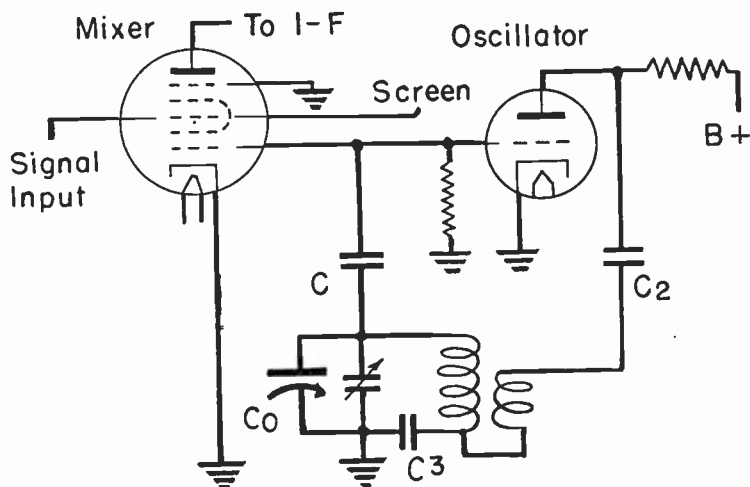 Mixer
To I-F
Oscillator
Screen
B+
Signal
Input
C
C2
Co
C3